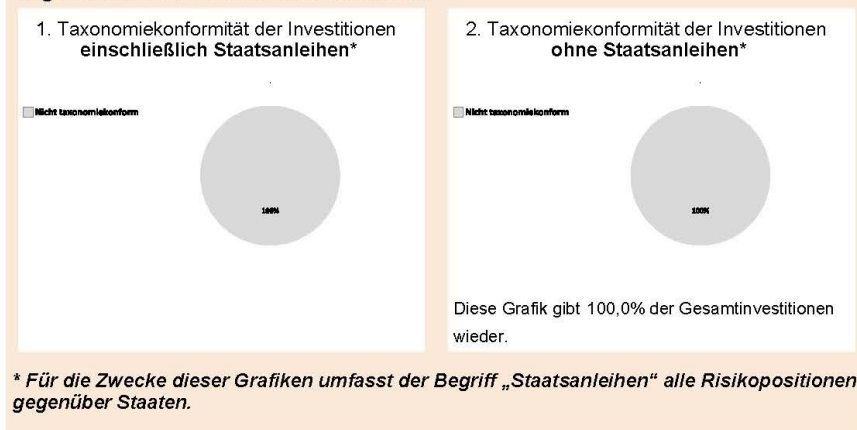 1. Taxonomiekonformität der Investitionen
einschließlich Staatsanleihen*
Nicht taxonomiekonform
100%
2. Taxonomieкonformität der Investitionen
ohne Staatsanleihen*
Nicht taxonomiekonform
100%
Diese Grafik gibt 100,0% der Gesamtinvestitionen
wieder.
* Für die Zwecke dieser Grafiken umfasst der Begriff „Staatsanleihen“ alle Risikopositionen
gegenüber Staaten.